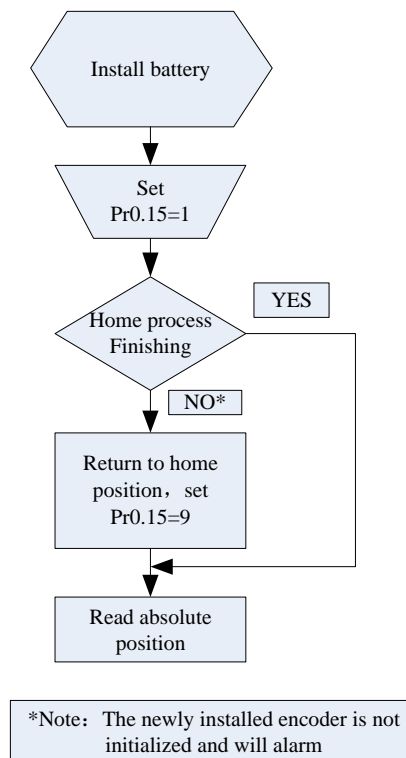 Install battery
Set
Pr0.15=1
Home process
Finishing
YES
NO*
Return to home
position，set
Pr0.15=9
Read absolute
position
*Note：The newly installed encoder is not
initialized and will alarm